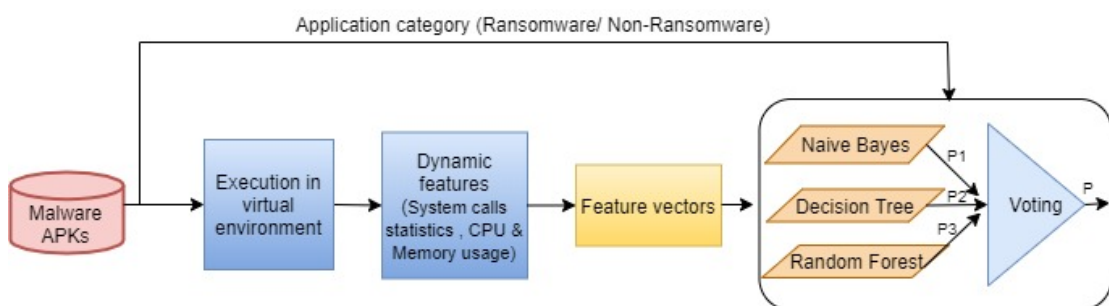 Application category (Ransomware/ Non-Ransomware)
Malware
APKs
Execution in
virtual
environment
Dynamic
features
(System calls
statistics , CPU &
Memory usage)
Feature vectors
Naive Bayes
Decision Tree
Random Forest
P1
P2
P3
Voting
P